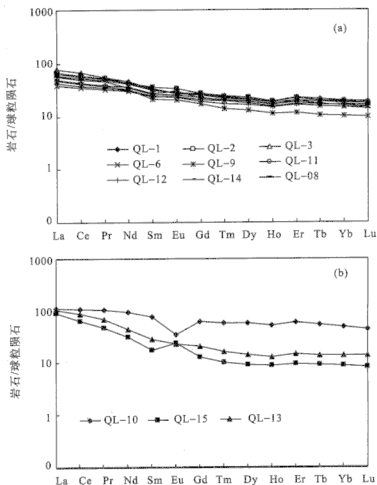 (a)
1000
100
10
1
0
岩石/球粒陨石
QL-1 QL-2 QL-3
QL-6 QL-9 QL-11
QL-12 QL-14 QL-08
La Ce Pr Nd Sm Eu Gd Tm Dy Ho Er Tb Yb Lu
(b)
1000
100
10
1
0
岩石/球粒陨石
QL-10 QL-15 QL-13
La Ce Pr Nd Sm Eu Gd Tm Dy Ho Er Tb Yb Lu